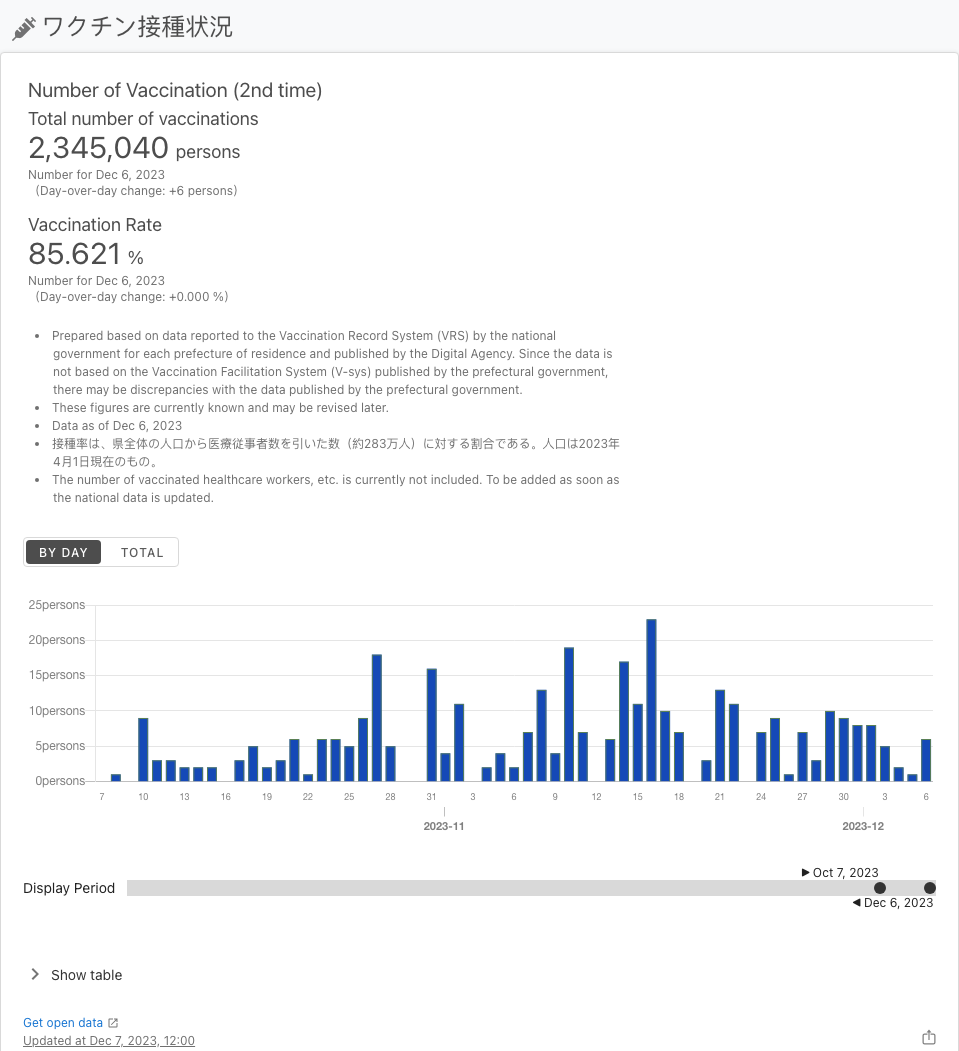 ワクチン接種状況
Number of Vaccination (2nd time)
Total number of vaccinations
2,345,040 persons
Number for Dec 6, 2023
(Day-over-day change: +6 persons)
Vaccination Rate
85.621 %
Number for Dec 6, 2023
(Day-over-day change: +0.000 %)
• Prepared based on data reported to the Vaccination Record System (VRS) by the national
government for each prefecture of residence and published by the Digital Agency. Since the data is
not based on the Vaccination Facilitation System (V-sys) published by the prefectural government,
there may be discrepancies with the data published by the prefectural government.
• These figures are currently known and may be revised later.
• Data as of Dec 6, 2023
• 接種率は、県全体の人口から医療従事者数を引いた数（約283万人）に対する割合である。人口は2023年
4月1日現在のもの。
• The number of vaccinated healthcare workers, etc. is currently not included. To be added as soon as
the national data is updated.
BY DAY TOTAL
25persons
20persons
15persons
10persons
5persons
0persons
7 10 13 16 19 22 25 28 31 3 6 9 12 15 18 21 24 27 30 3 6
2023-11 2023-12
▶ Oct 7, 2023
Display Period
◀ Dec 6, 2023
Show table
Get open data
Updated at Dec 7, 2023, 12:00